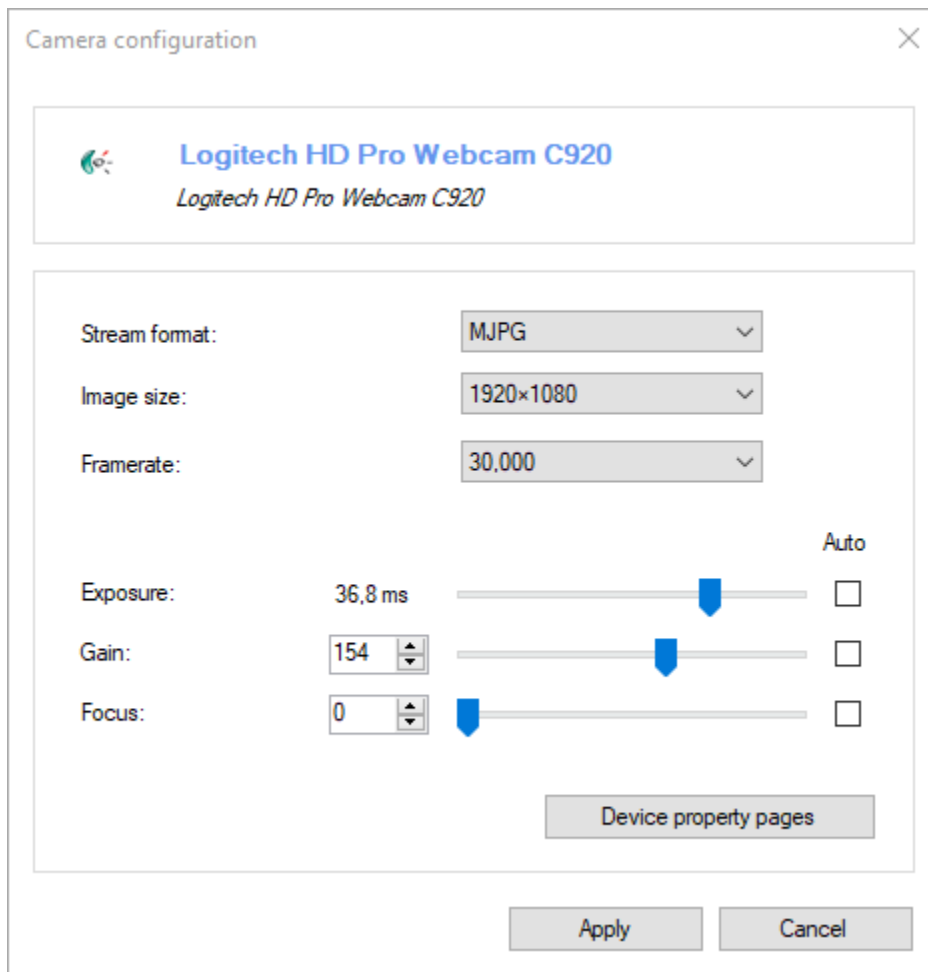 Camera configuration
Logitech HD Pro Webcam C920
Logitech HD Pro Webcam C920
Stream format: MJPG
Image size: 1920×1080
Framerate: 30,000
Auto
Exposure: 36,8 ms
Gain: 154
Focus: 0
Device property pages
Apply Cancel